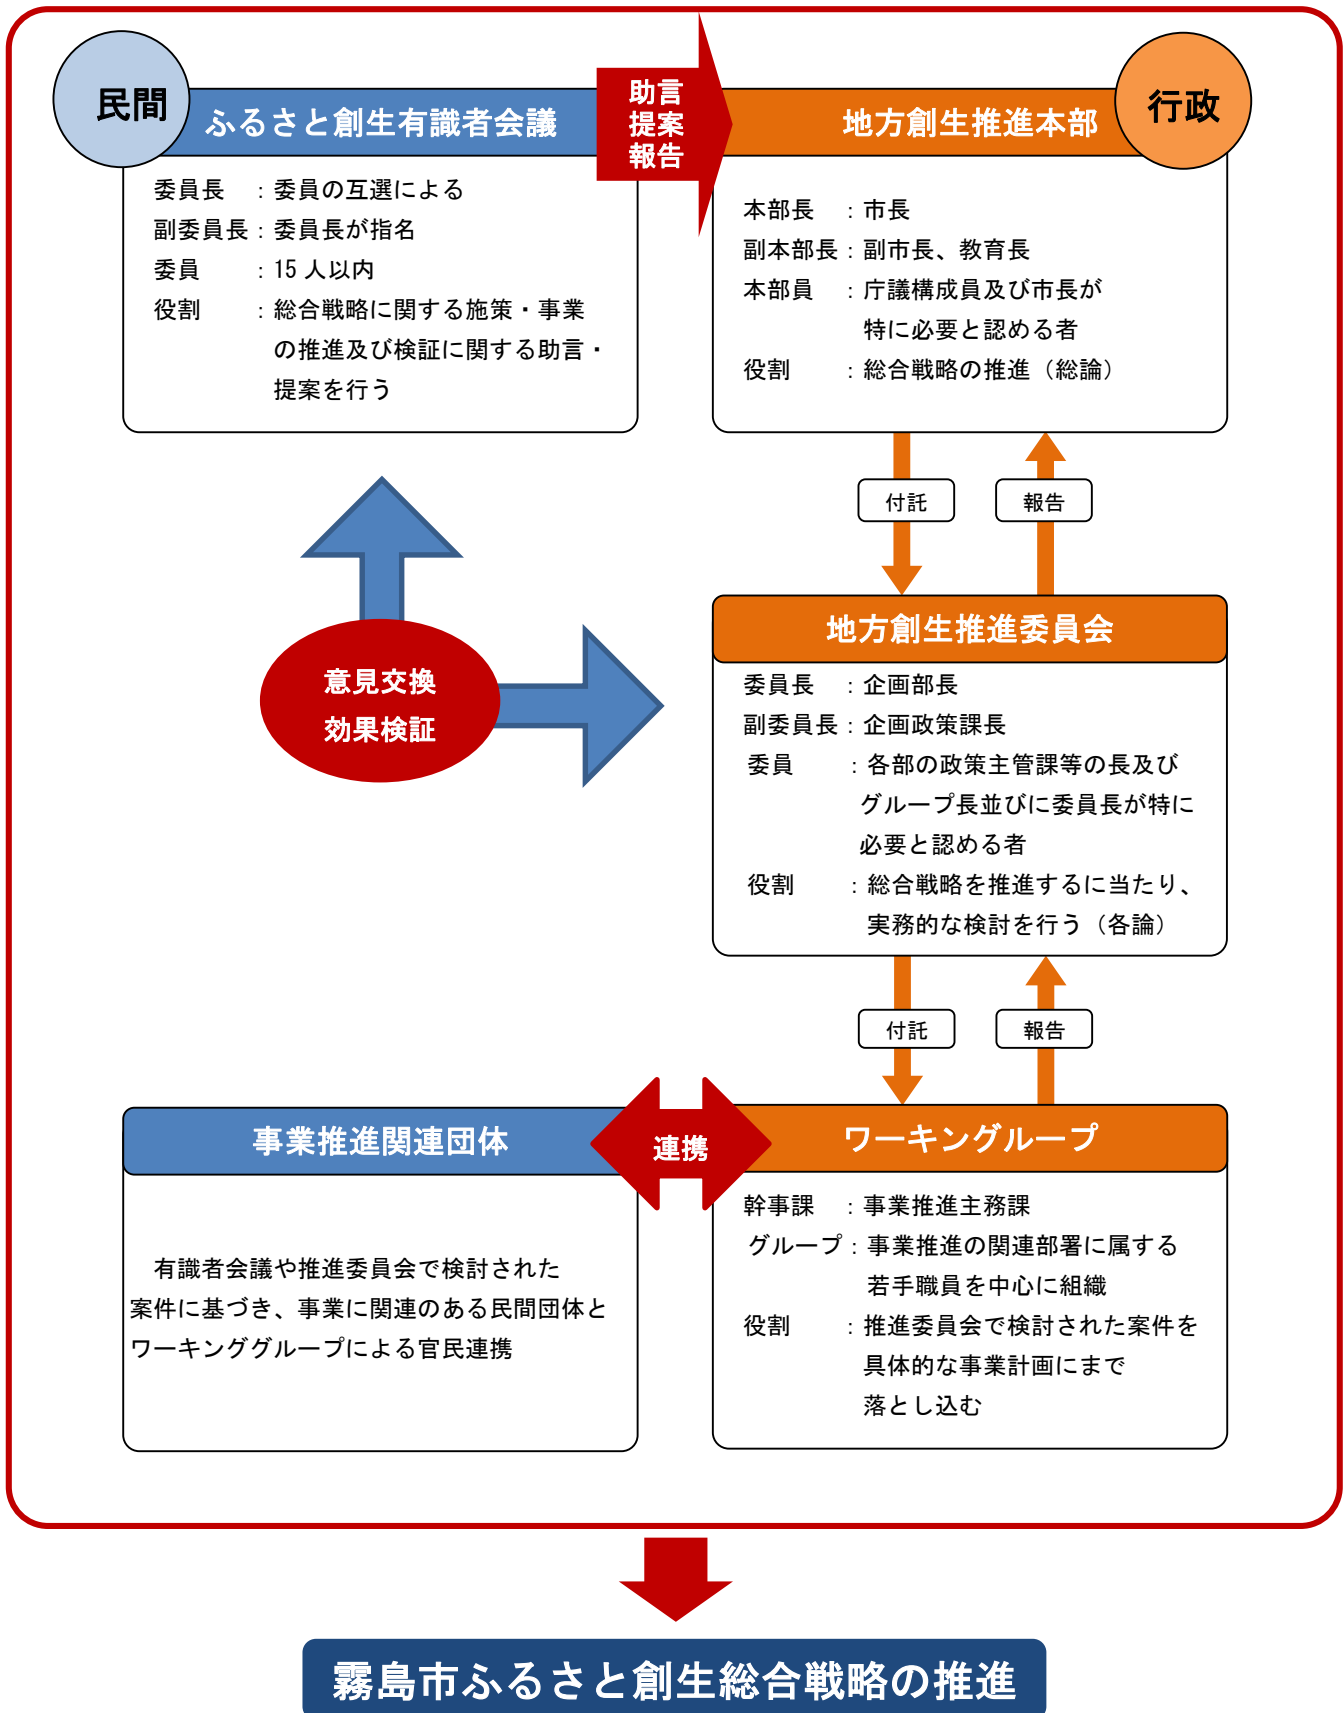 民間
ふるさと創生有識者会議
委員長　：委員の互選による
副委員長：委員長が指名
委員　　：15 人以内
役割　　：総合戦略に関する施策・事業
の推進及び検証に関する助言・
提案を行う
助言
提案
報告
地方創生推進本部
行政
本部長　：市長
副本部長：副市長、教育長
本部員　：庁議構成員及び市長が
特に必要と認める者
役割　　：総合戦略の推進（総論）
付託
報告
意見交換
効果検証
地方創生推進委員会
委員長　：企画部長
副委員長：企画政策課長
委員　　：各部の政策主管課等の長及び
グループ長並びに委員長が特に
必要と認める者
役割　　：総合戦略を推進するに当たり、
実務的な検討を行う（各論）
付託
報告
事業推進関連団体
有識者会議や推進委員会で検討された
案件に基づき、事業に関連のある民間団体と
ワーキンググループによる官民連携
連携
ワーキングループ
幹事課　：事業推進主務課
グループ：事業推進の関連部署に属する
若手職員を中心に組織
役割　　：推進委員会で検討された案件を
具体的な事業計画にまで
落とし込む
霧島市ふるさと創生総合戦略の推進